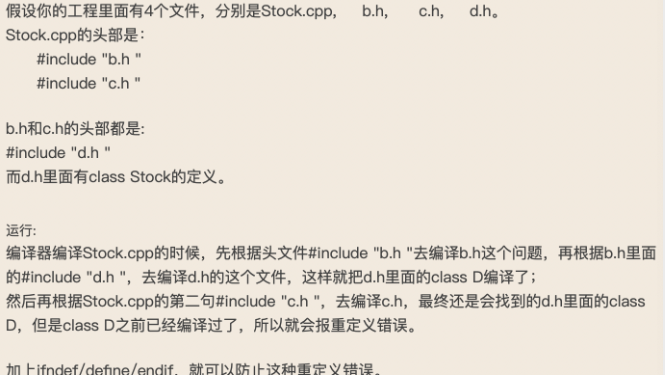 假设你的工程里面有4个文件，分别是Stock.cpp, b.h, c.h, d.h。
Stock.cpp的头部是：
#include "b.h "
#include "c.h "
b.h和c.h的头部都是:
#include "d.h "
而d.h里面有class Stock的定义。
运行:
编译器编译Stock.cpp的时候，先根据头文件#include "b.h "去编译b.h这个问题，再根据b.h里面
的#include "d.h "，去编译d.h的这个文件，这样就把d.h里面的class D编译了；
然后再根据Stock.cpp的第二句#include "c.h "，去编译c.h，最终还是会找到的d.h里面的class
D，但是class D之前已经编译过了，所以就会报重定义错误。
加上ifndef/define/endif，就可以防止这种重定义错误。